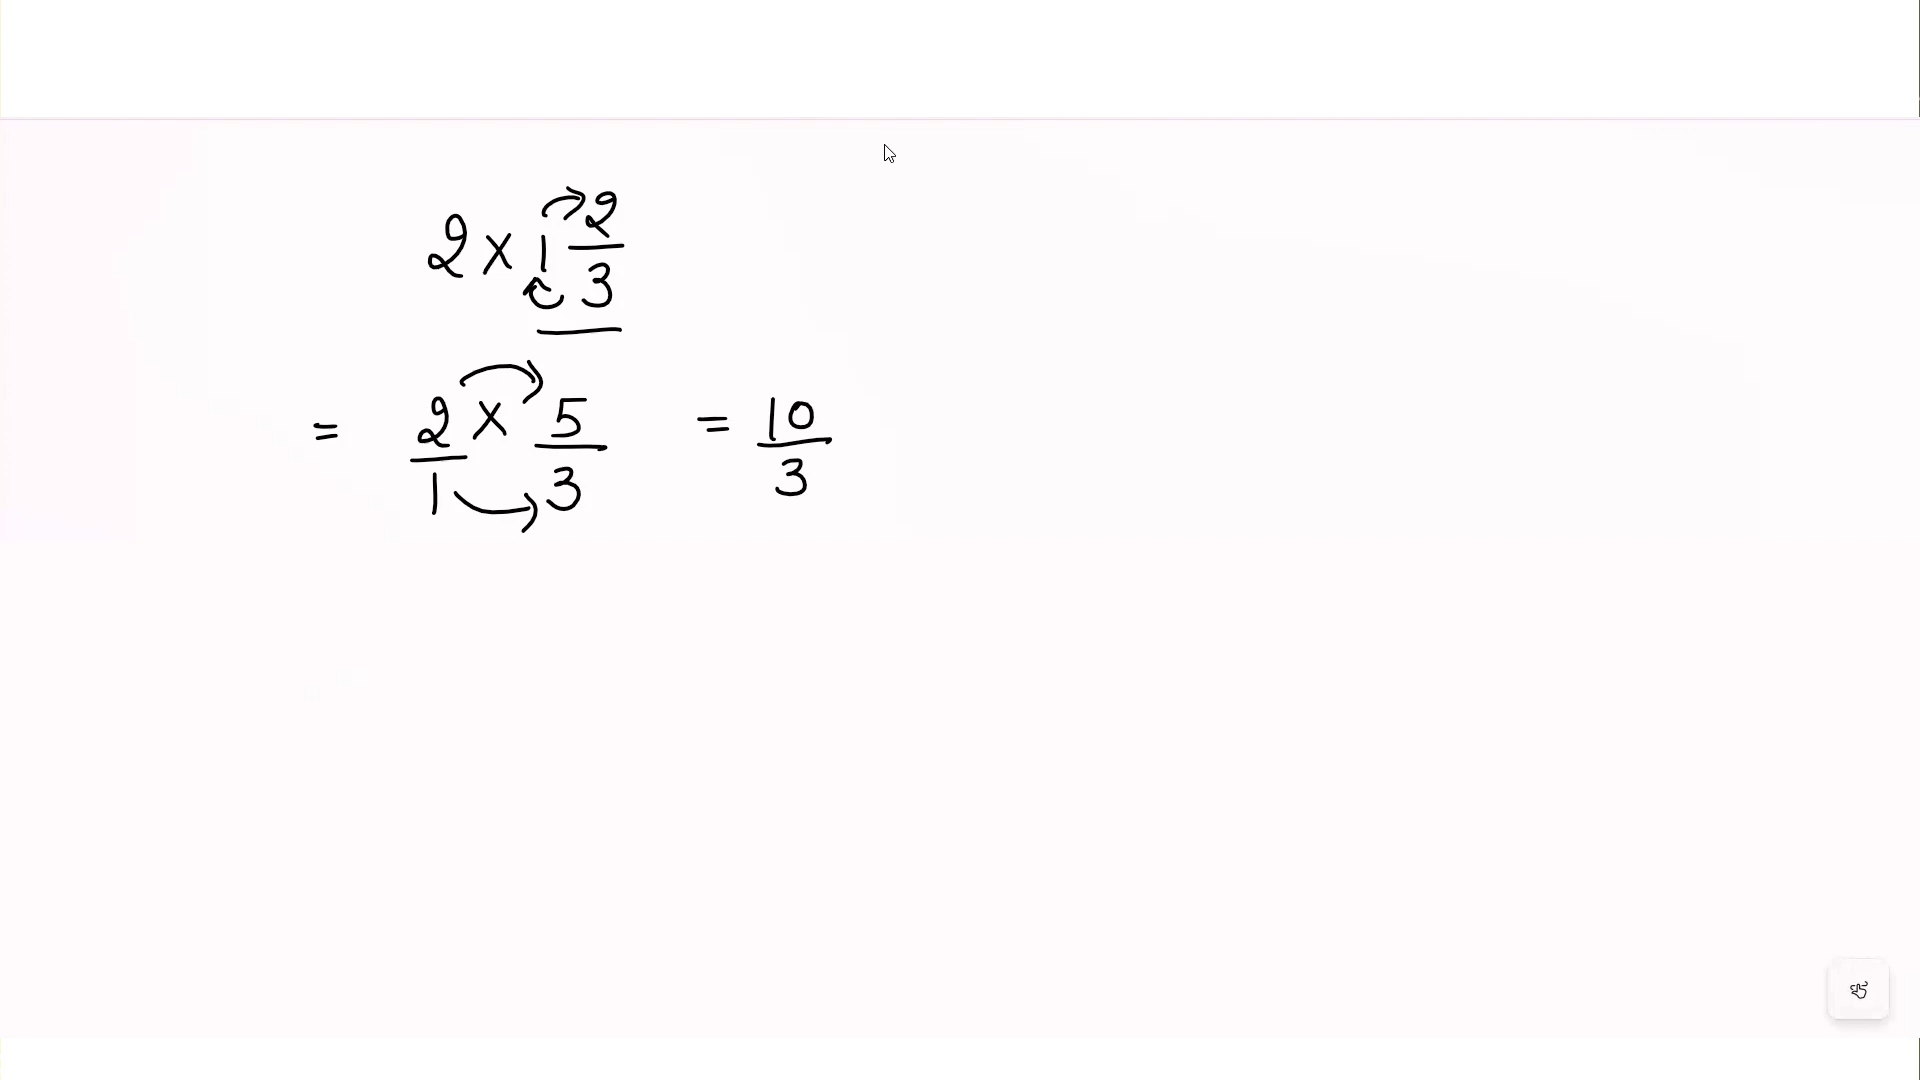 2 × 1 2/3
= 2/1 × 5/3 = 10/3